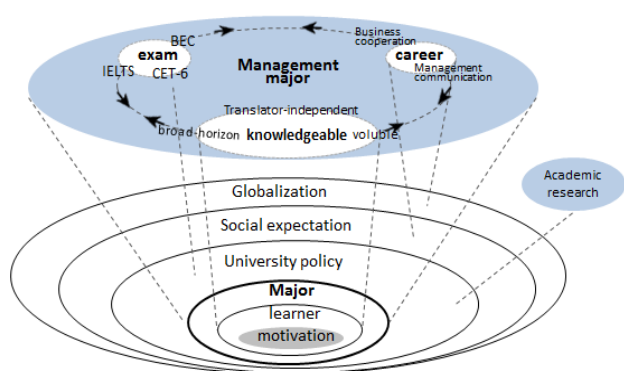 BEC
exam
IELTS
CET-6
Management
major
Business
cooperation
career
Management
communication
Translator-independent
broad-horizon knowledgeable voluble
Academic
research
Globalization
Social expectation
University policy
Major
learner
motivation